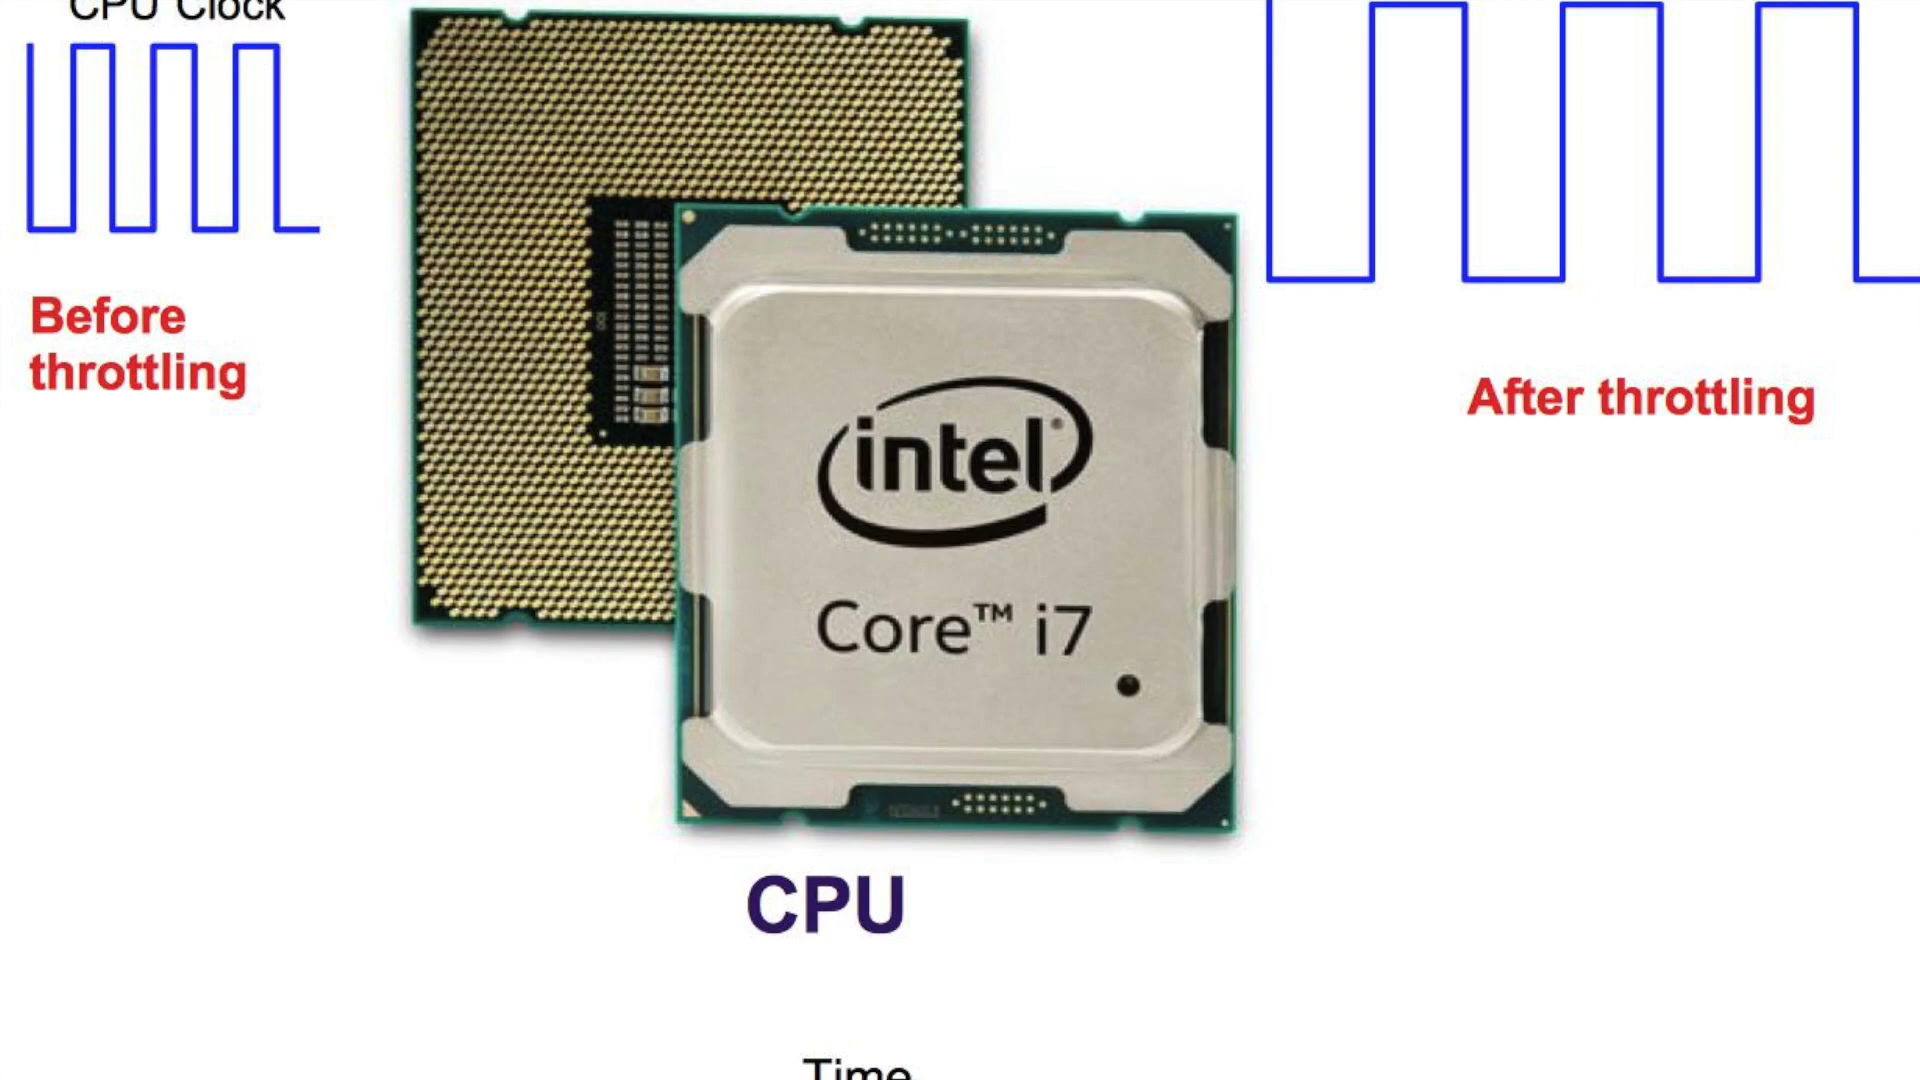 CPU Clock
Before
throttling
After throttling
intel®
Core™ i7
CPU
Time